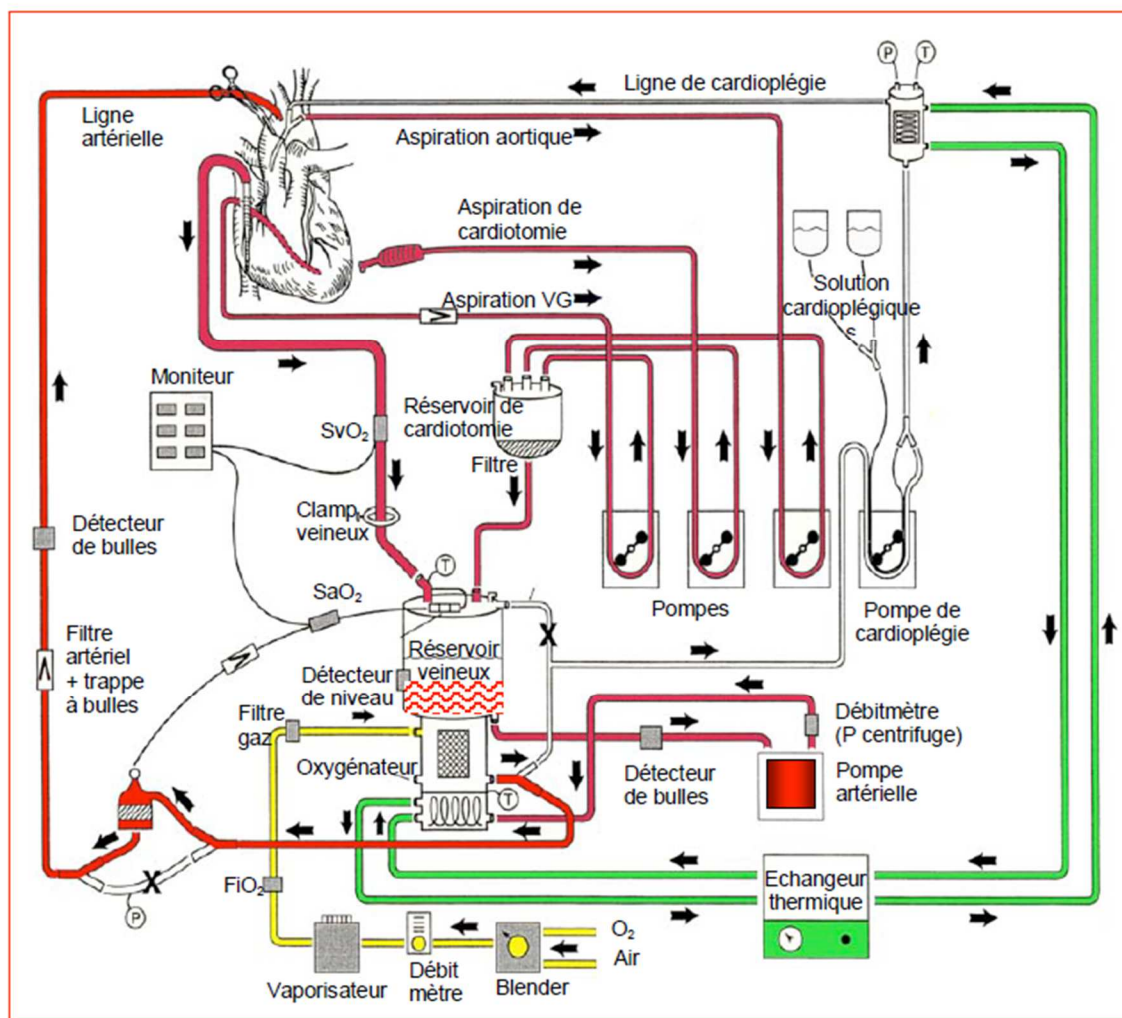 P
T
Ligne de cardioplégie
Ligne
artérielle
Aspiration aortique
Aspiration de
cardiotomie
Aspiration VG
Solution
cardioplégique
s
Moniteur
SvO₂
Réservoir de
cardiotomie
Filtre
Clamp
veineux
Détecteur
de bulles
T
SaO₂
Pompes
Pompe de
cardioplégie
X
Filtre
artériel
+ trappe
à bulles
Réservoir
veineux
Détecteur
de niveau
Filtre
gaz
Débitmètre
(P centrifuge)
Oxygénateur
Détecteur
de bulles
Pompe
artérielle
T
X
P
FiO₂
Echangeur
thermique
O₂
Air
Vaporisateur
Débit
mètre
Blender